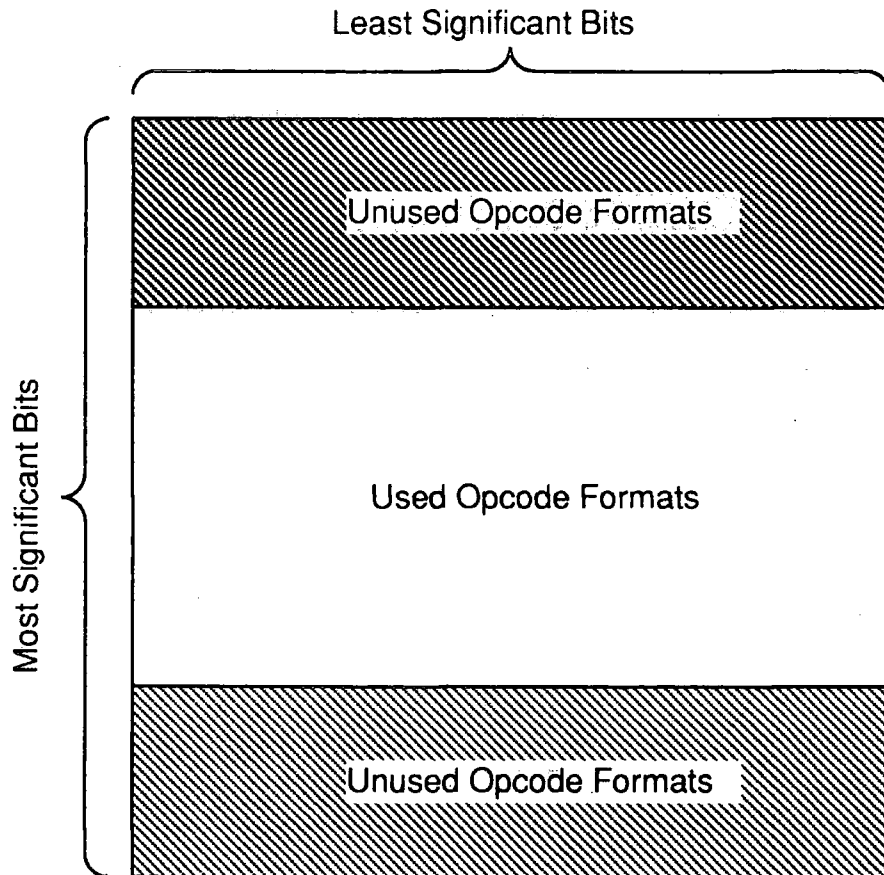 Least Significant Bits
Unused Opcode Formats
Most Significant Bits
Used Opcode Formats
Unused Opcode Formats